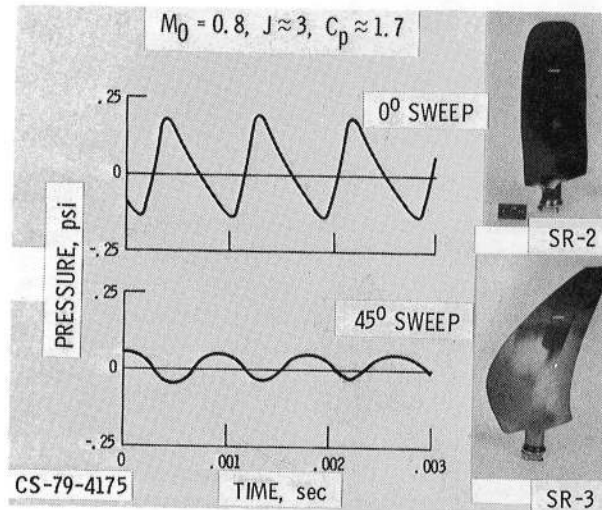 M0 = 0.8, J≈3, Cp ≈ 1.7
.25
0
-.25
0° SWEEP
SR-2
PRESSURE, psi
.25
0
-.25
45° SWEEP
0
.001
.002
.003
TIME, sec
CS-79-4175
SR-3